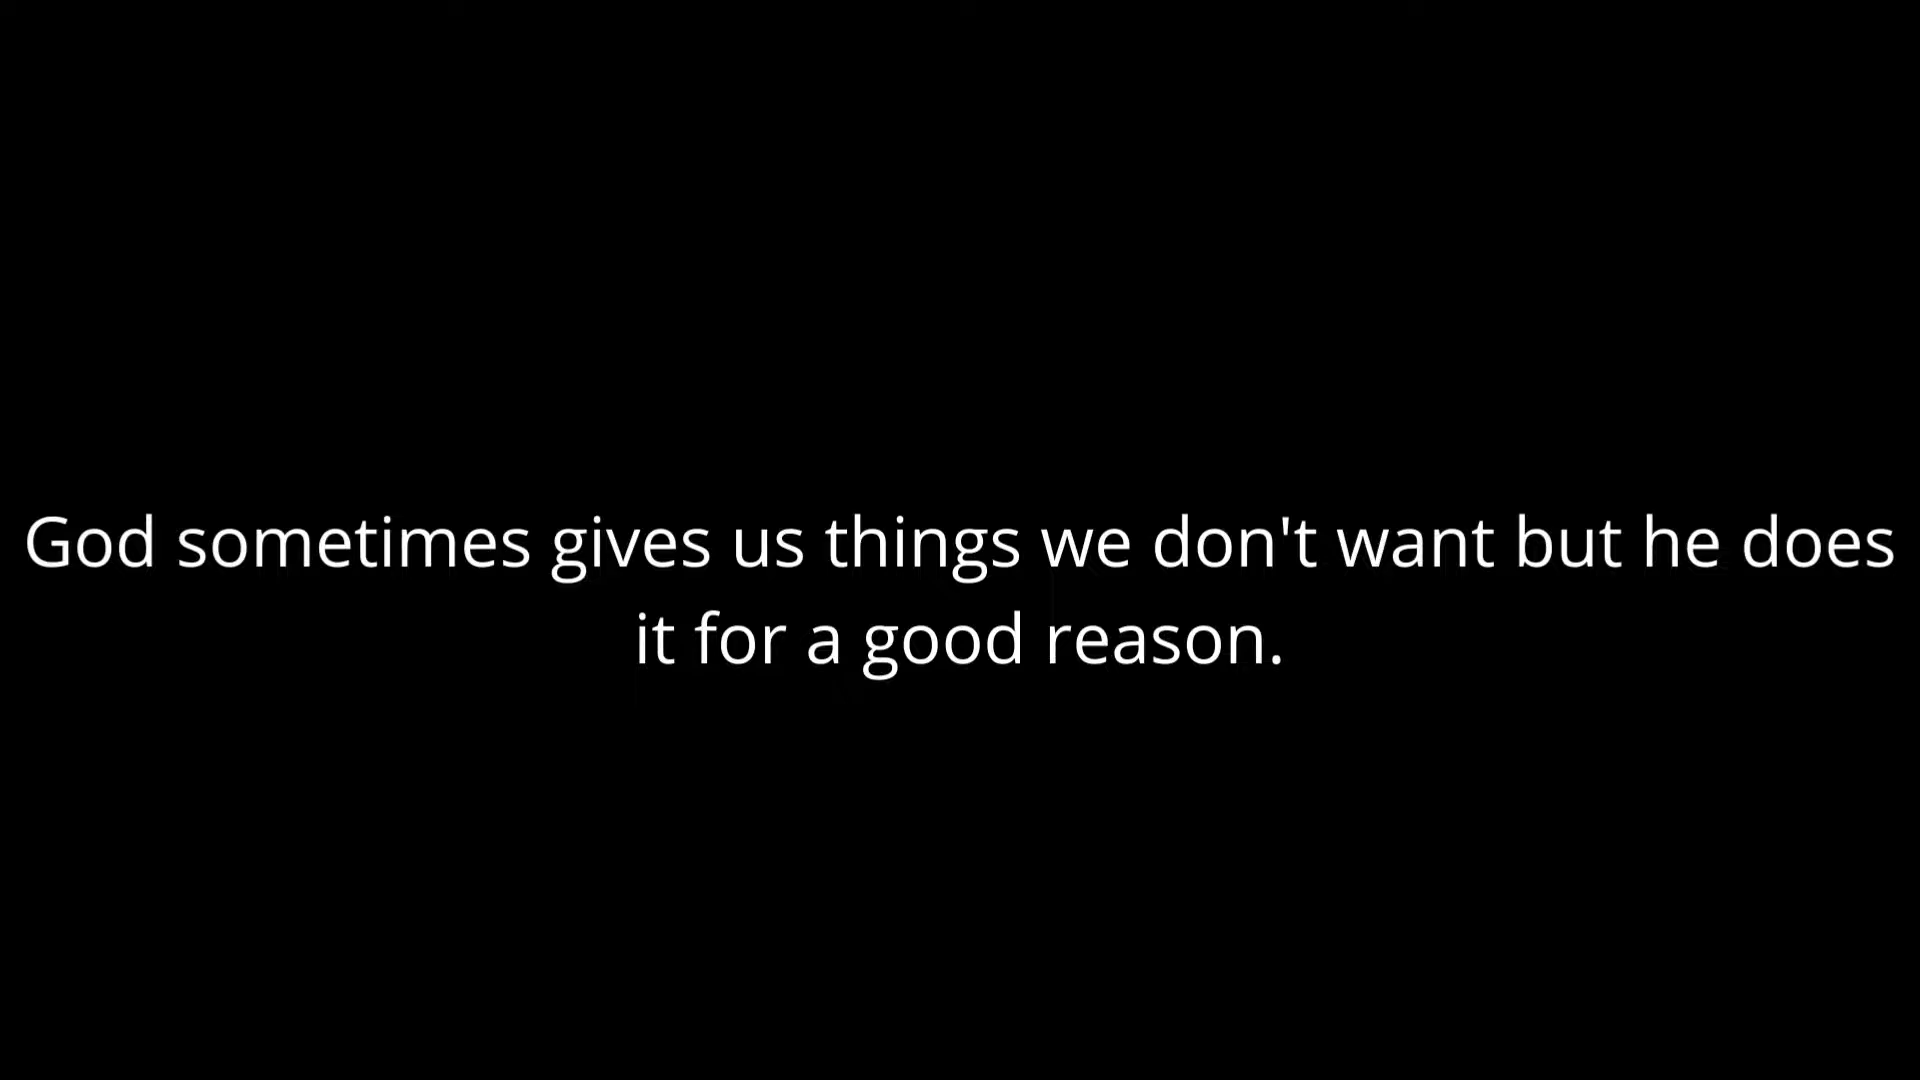 God sometimes gives us things we don't want but he does
it for a good reason.